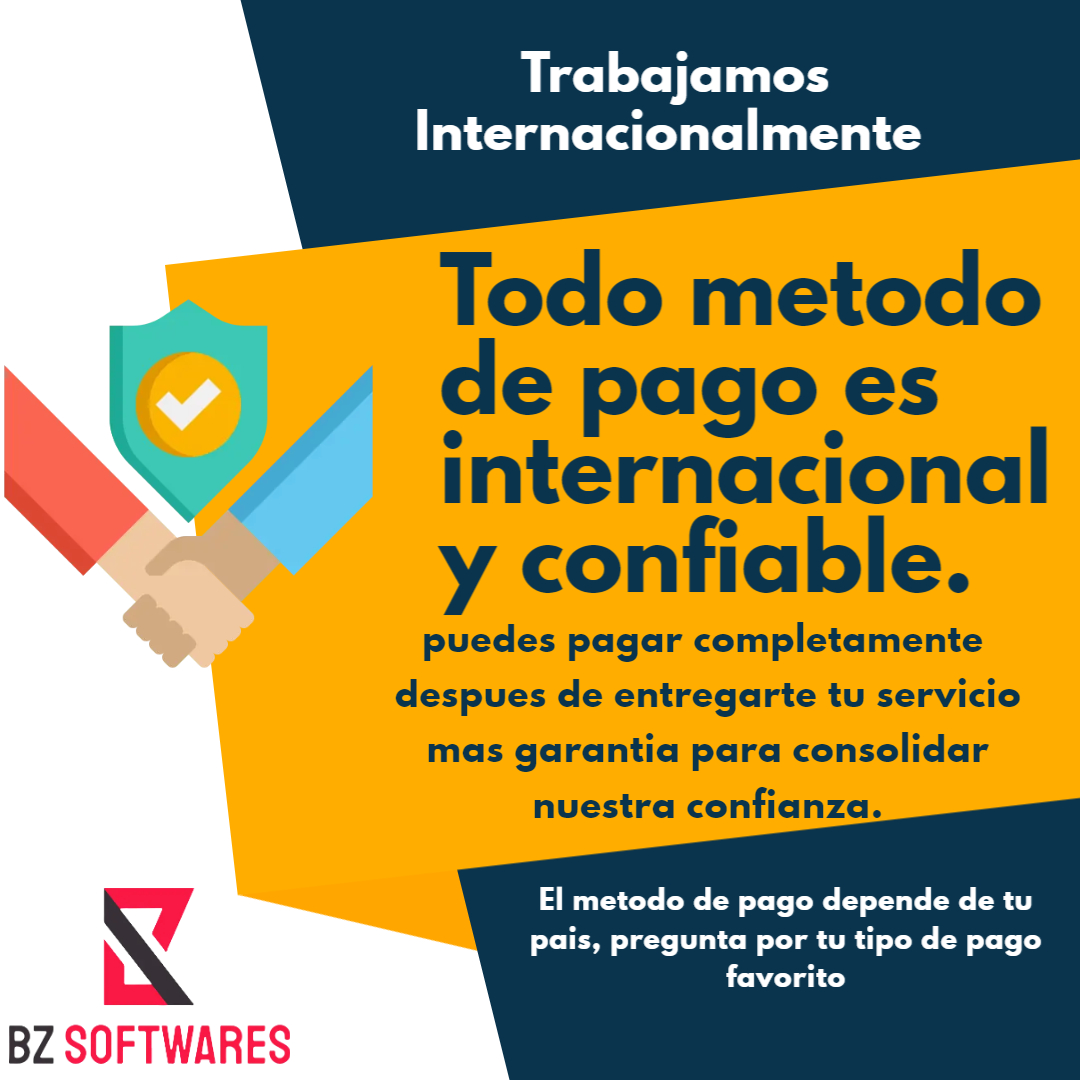 Trabajamos
Internacionalmente
Todo metodo
de pago es
internacional
y confiable.
puedes pagar completamente
despues de entregarte tu servicio
mas garantia para consolidar
nuestra confianza.
El metodo de pago depende de tu
pais, pregunta por tu tipo de pago
favorito
BZ SOFTWARES